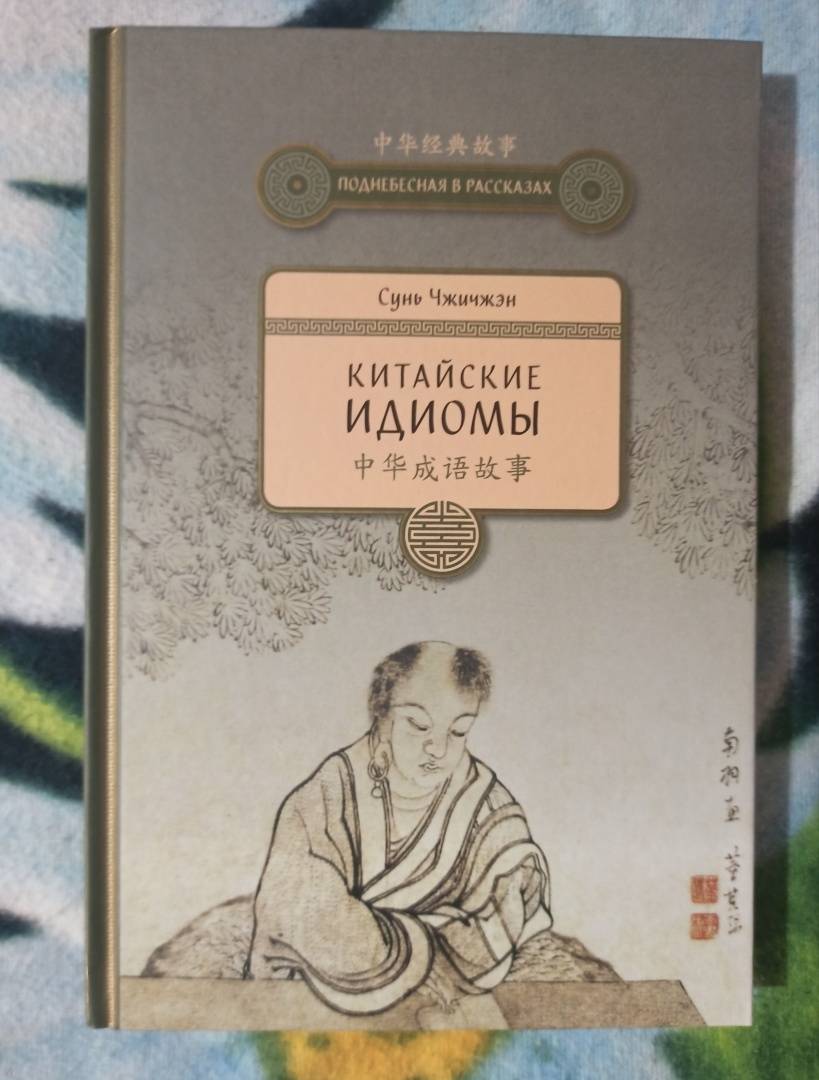 中华经典故事
ПОДНЕБЕСНАЯ В РАССКАЗАХ
Сунь Чжичжэн
КИТАЙСКИЕ
ИДИОМЫ
中华成语故事